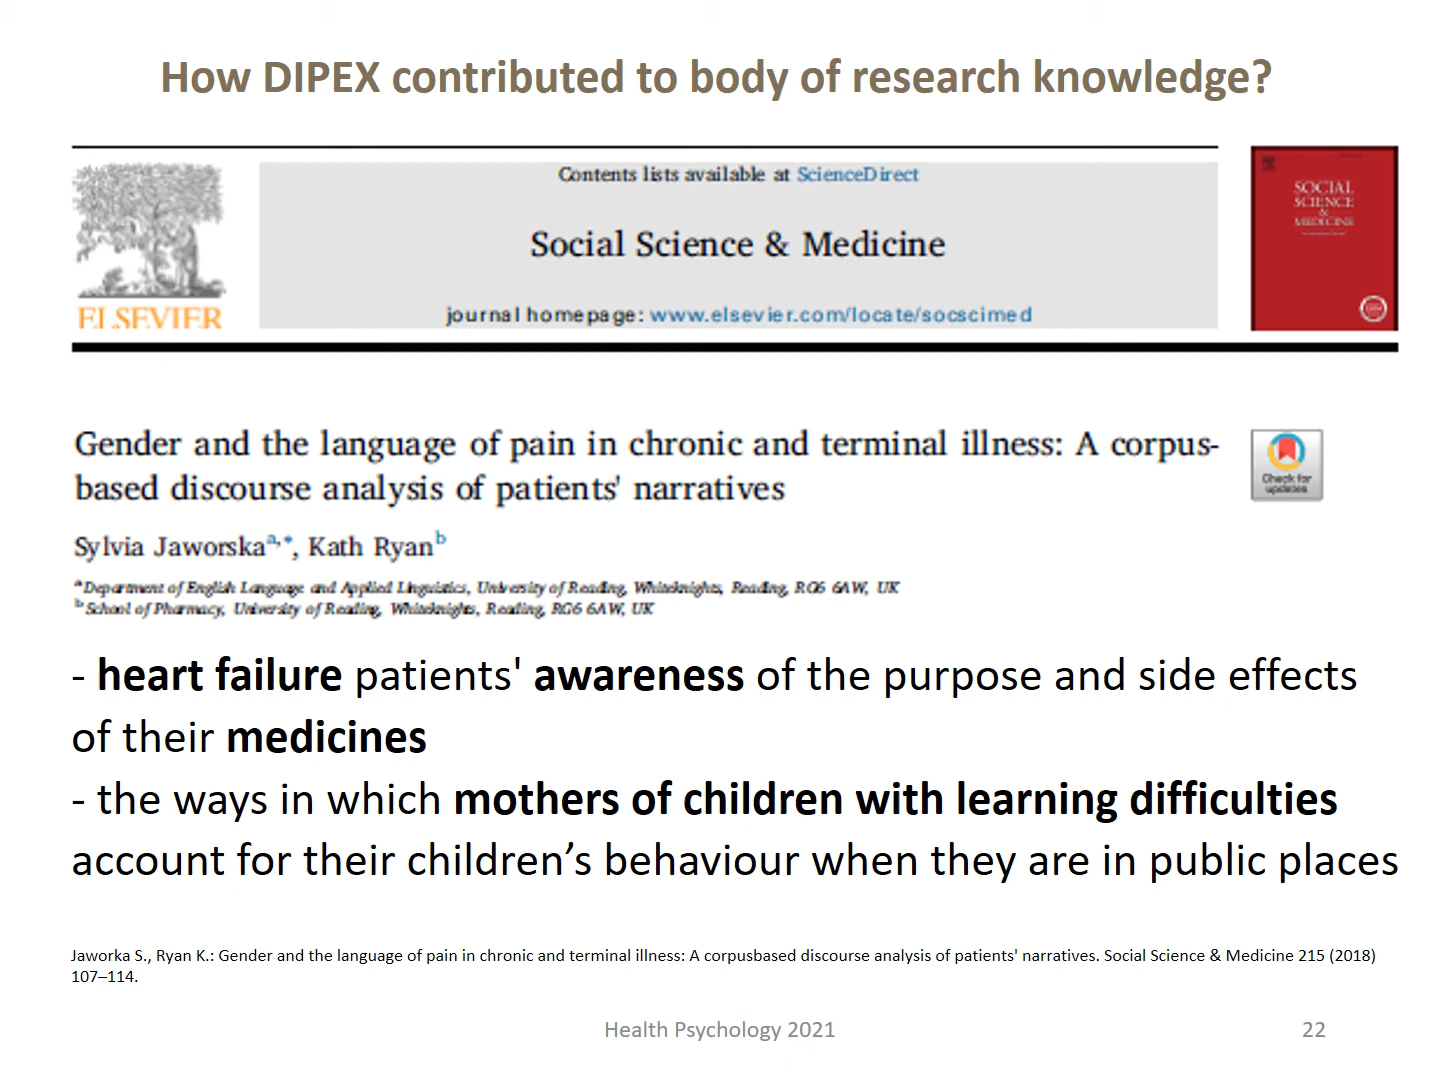 How DIPEX contributed to body of research knowledge?
Contents lists available at ScienceDirect
Social Science & Medicine
journal homepage: www.elsevier.com/locate/socscimed
ELSEVIER
SOCIAL
SCIENCE
&
MEDICINE
Gender and the language of pain in chronic and terminal illness: A corpus-
based discourse analysis of patients' narratives
Check for
updates
Sylvia Jaworskaa,*, Kath Ryanb
a Department of English Language and Applied Linguistics, University of Reading, Whiteknights, Reading, RG6 6AW, UK
b School of Pharmacy, University of Reading, Whiteknights, Reading, RG6 6AW, UK
- heart failure patients' awareness of the purpose and side effects
of their medicines
- the ways in which mothers of children with learning difficulties
account for their children’s behaviour when they are in public places
Jaworka S., Ryan K.: Gender and the language of pain in chronic and terminal illness: A corpusbased discourse analysis of patients' narratives. Social Science & Medicine 215 (2018)
107–114.
Health Psychology 2021
22